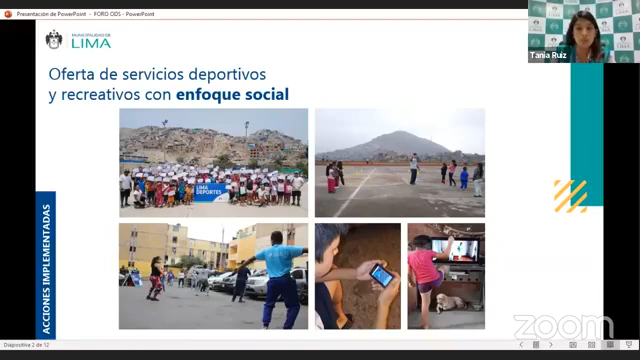 Presentación de PowerPoint - FORO ODS - PowerPoint
MUNICIPALIDAD DE
LIMA
Oferta de servicios deportivos
y recreativos con enfoque social
LIMA
DEPORTES
ACCIONES IMPLEMENTADAS
Tania Ruiz
zoom
Diapositiva 2 de 12